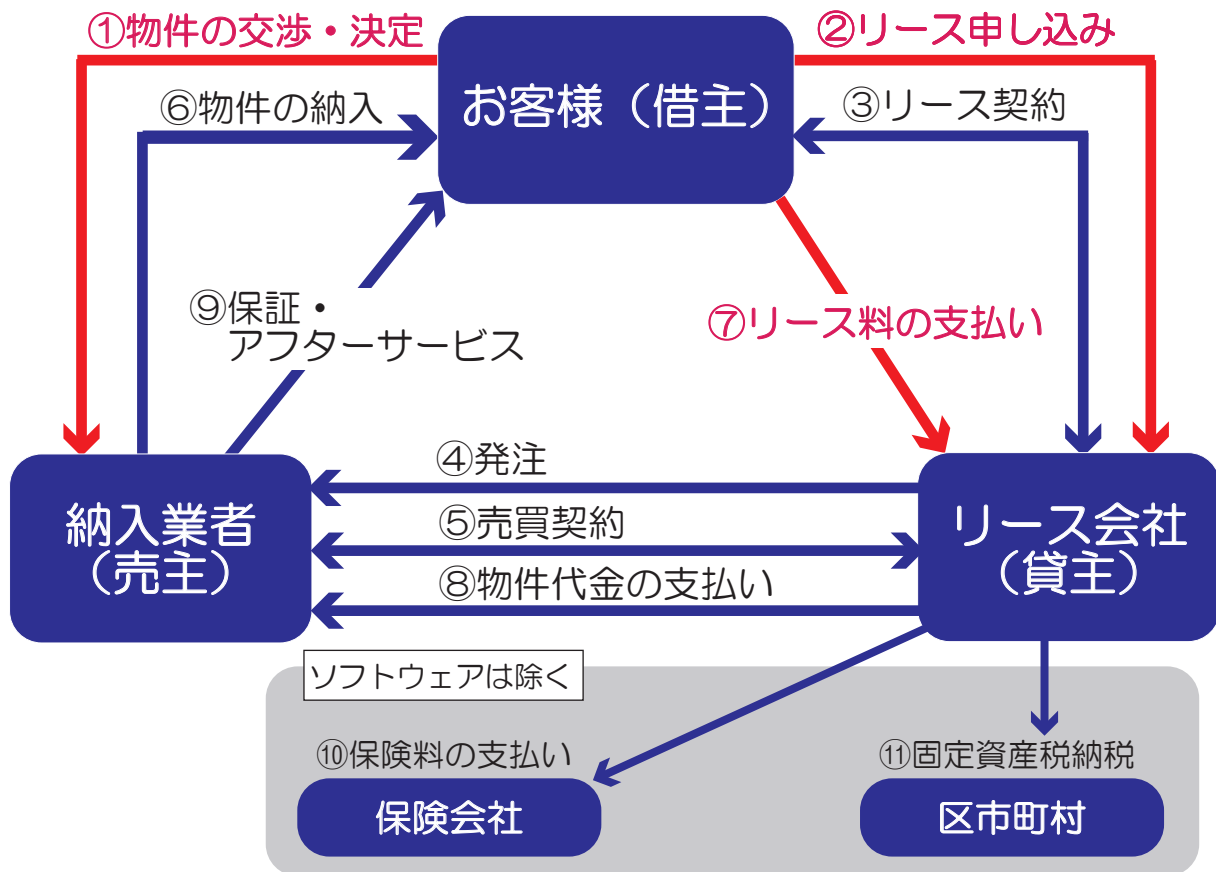 ①物件の交渉・決定
②リース申し込み
お客様（借主）
⑥物件の納入
③リース契約
⑨保証・
アフターサービス
⑦リース料の支払い
④発注
⑤売買契約
⑧物件代金の支払い
納入業者
（売主）
リース会社
（貸主）
ソフトウェアは除く
⑩保険料の支払い
⑪固定資産税納税
保険会社
区市町村